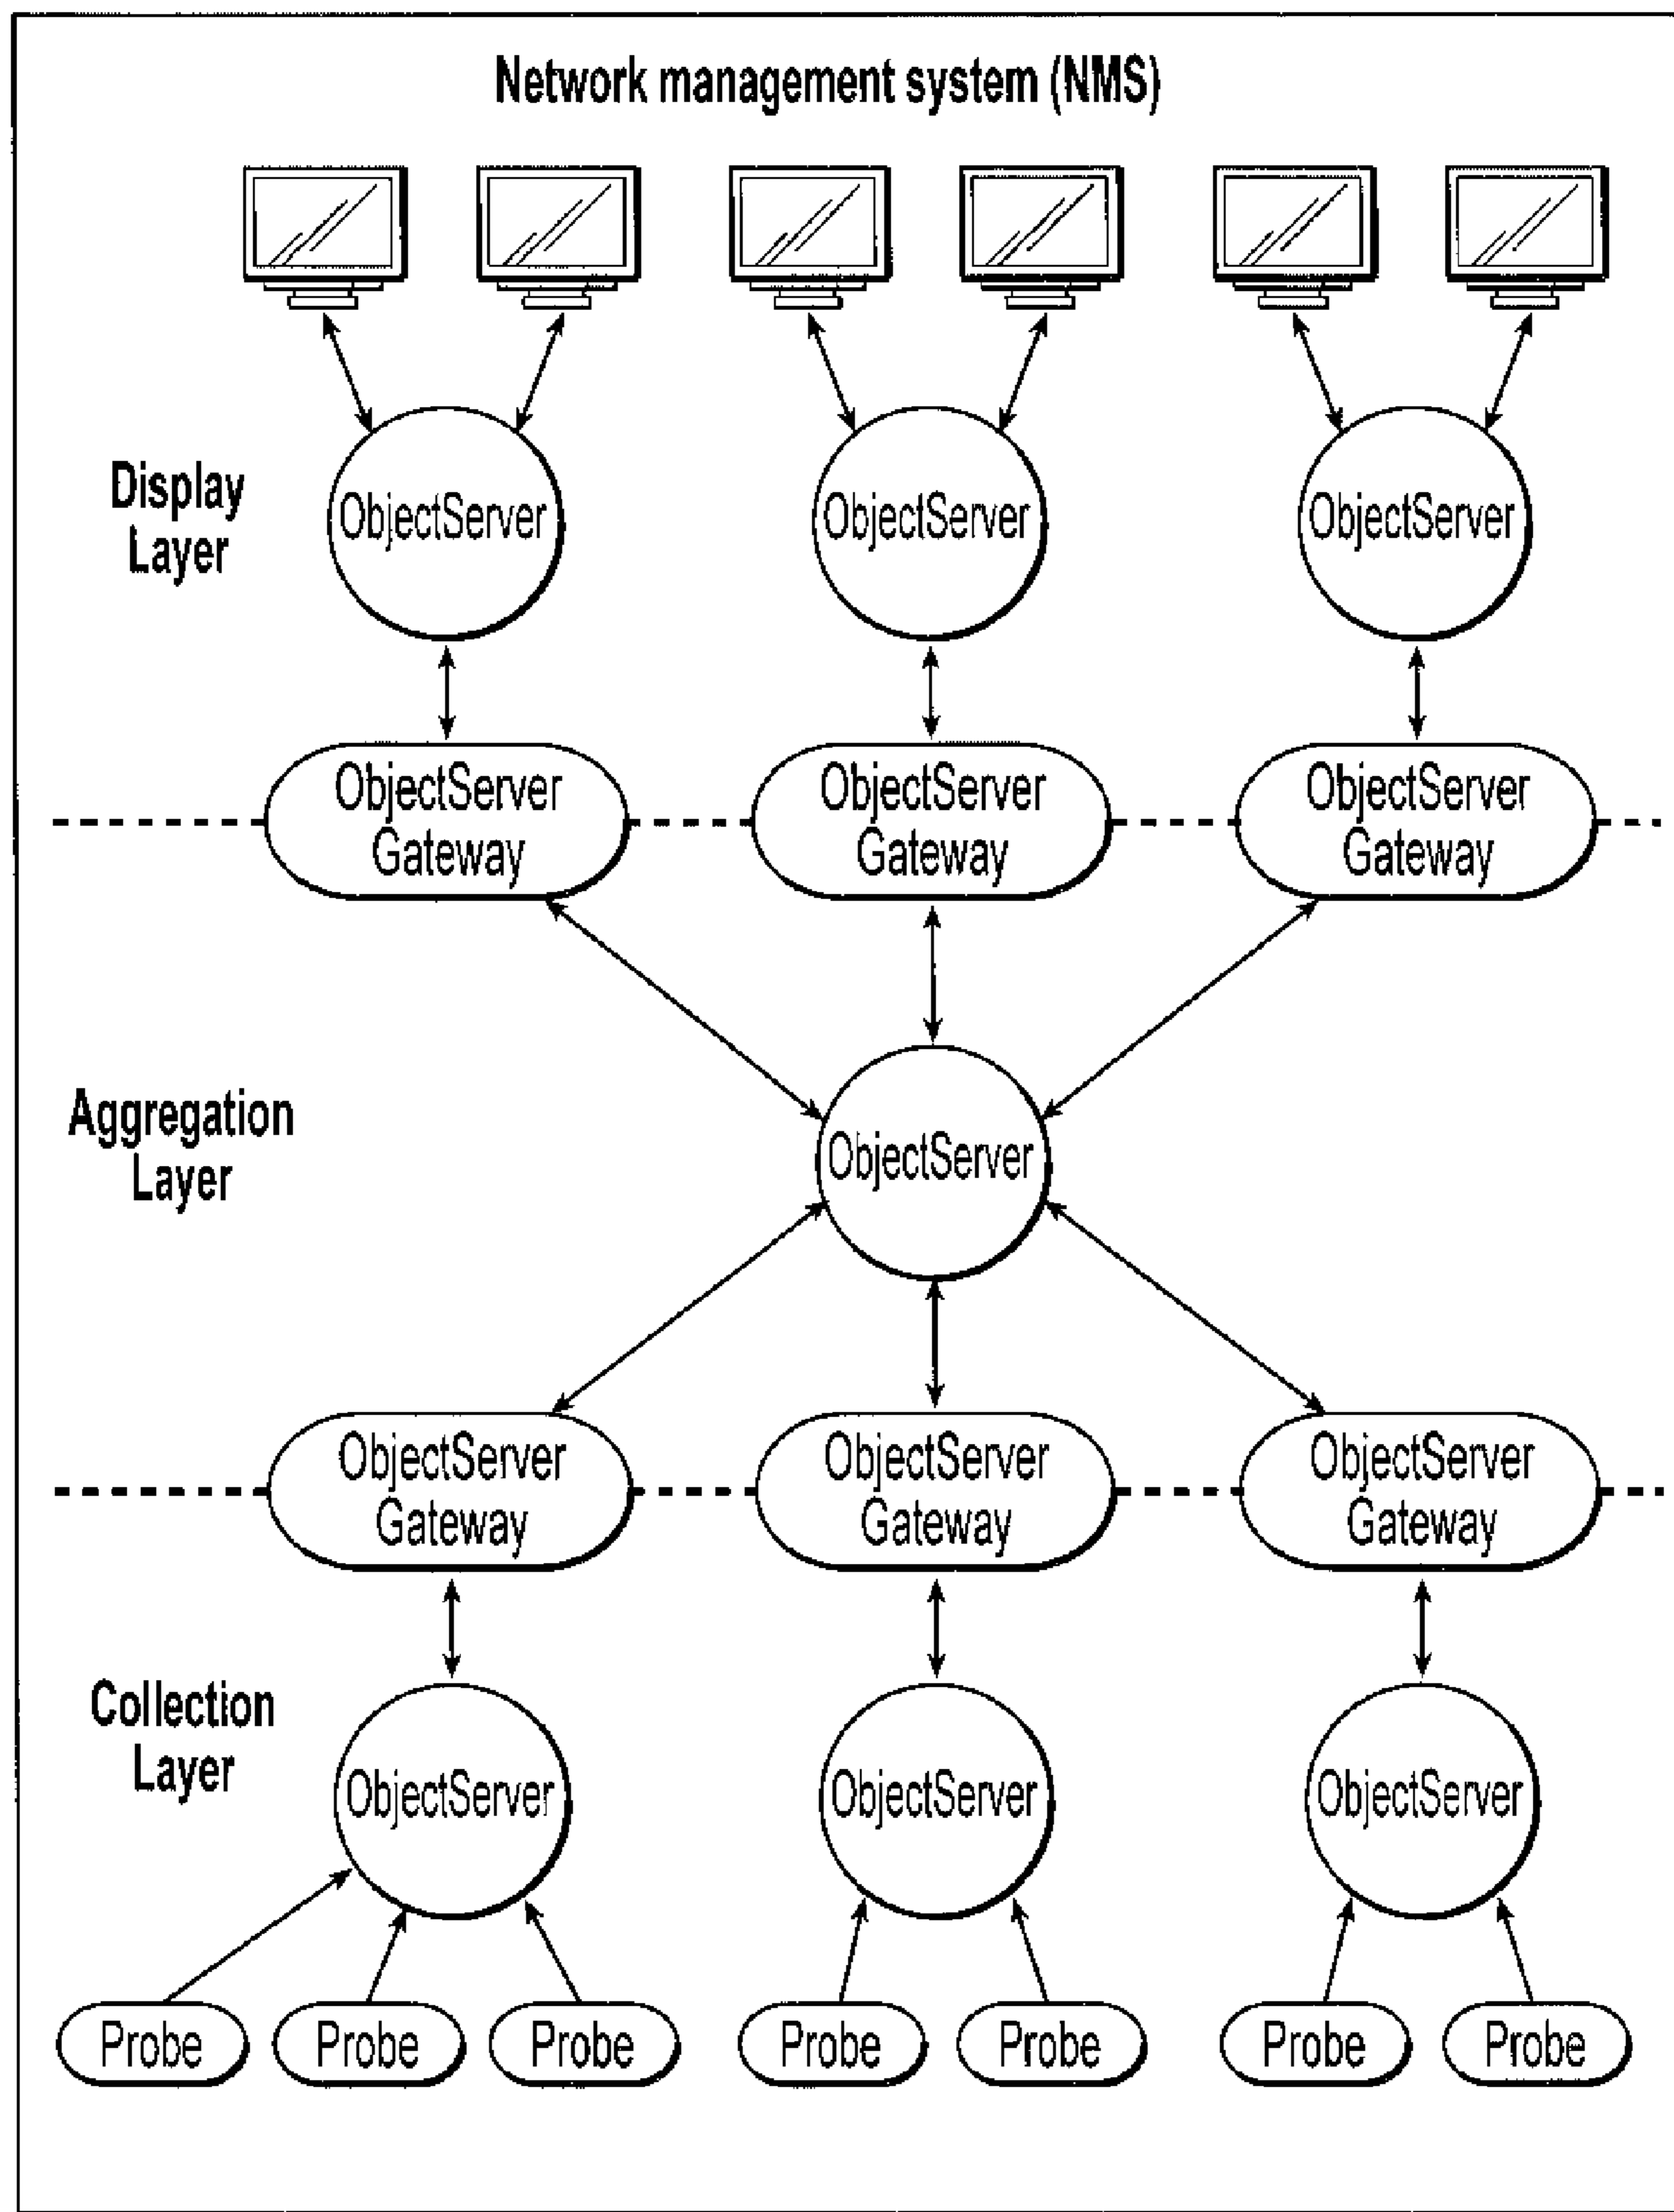 Network management system (NMS)
Display
Layer
ObjectServer
ObjectServer
ObjectServer
ObjectServer
Gateway
ObjectServer
Gateway
ObjectServer
Gateway
Aggregation
Layer
ObjectServer
ObjectServer
Gateway
ObjectServer
Gateway
ObjectServer
Gateway
Collection
Layer
ObjectServer
ObjectServer
ObjectServer
Probe
Probe
Probe
Probe
Probe
Probe
Probe